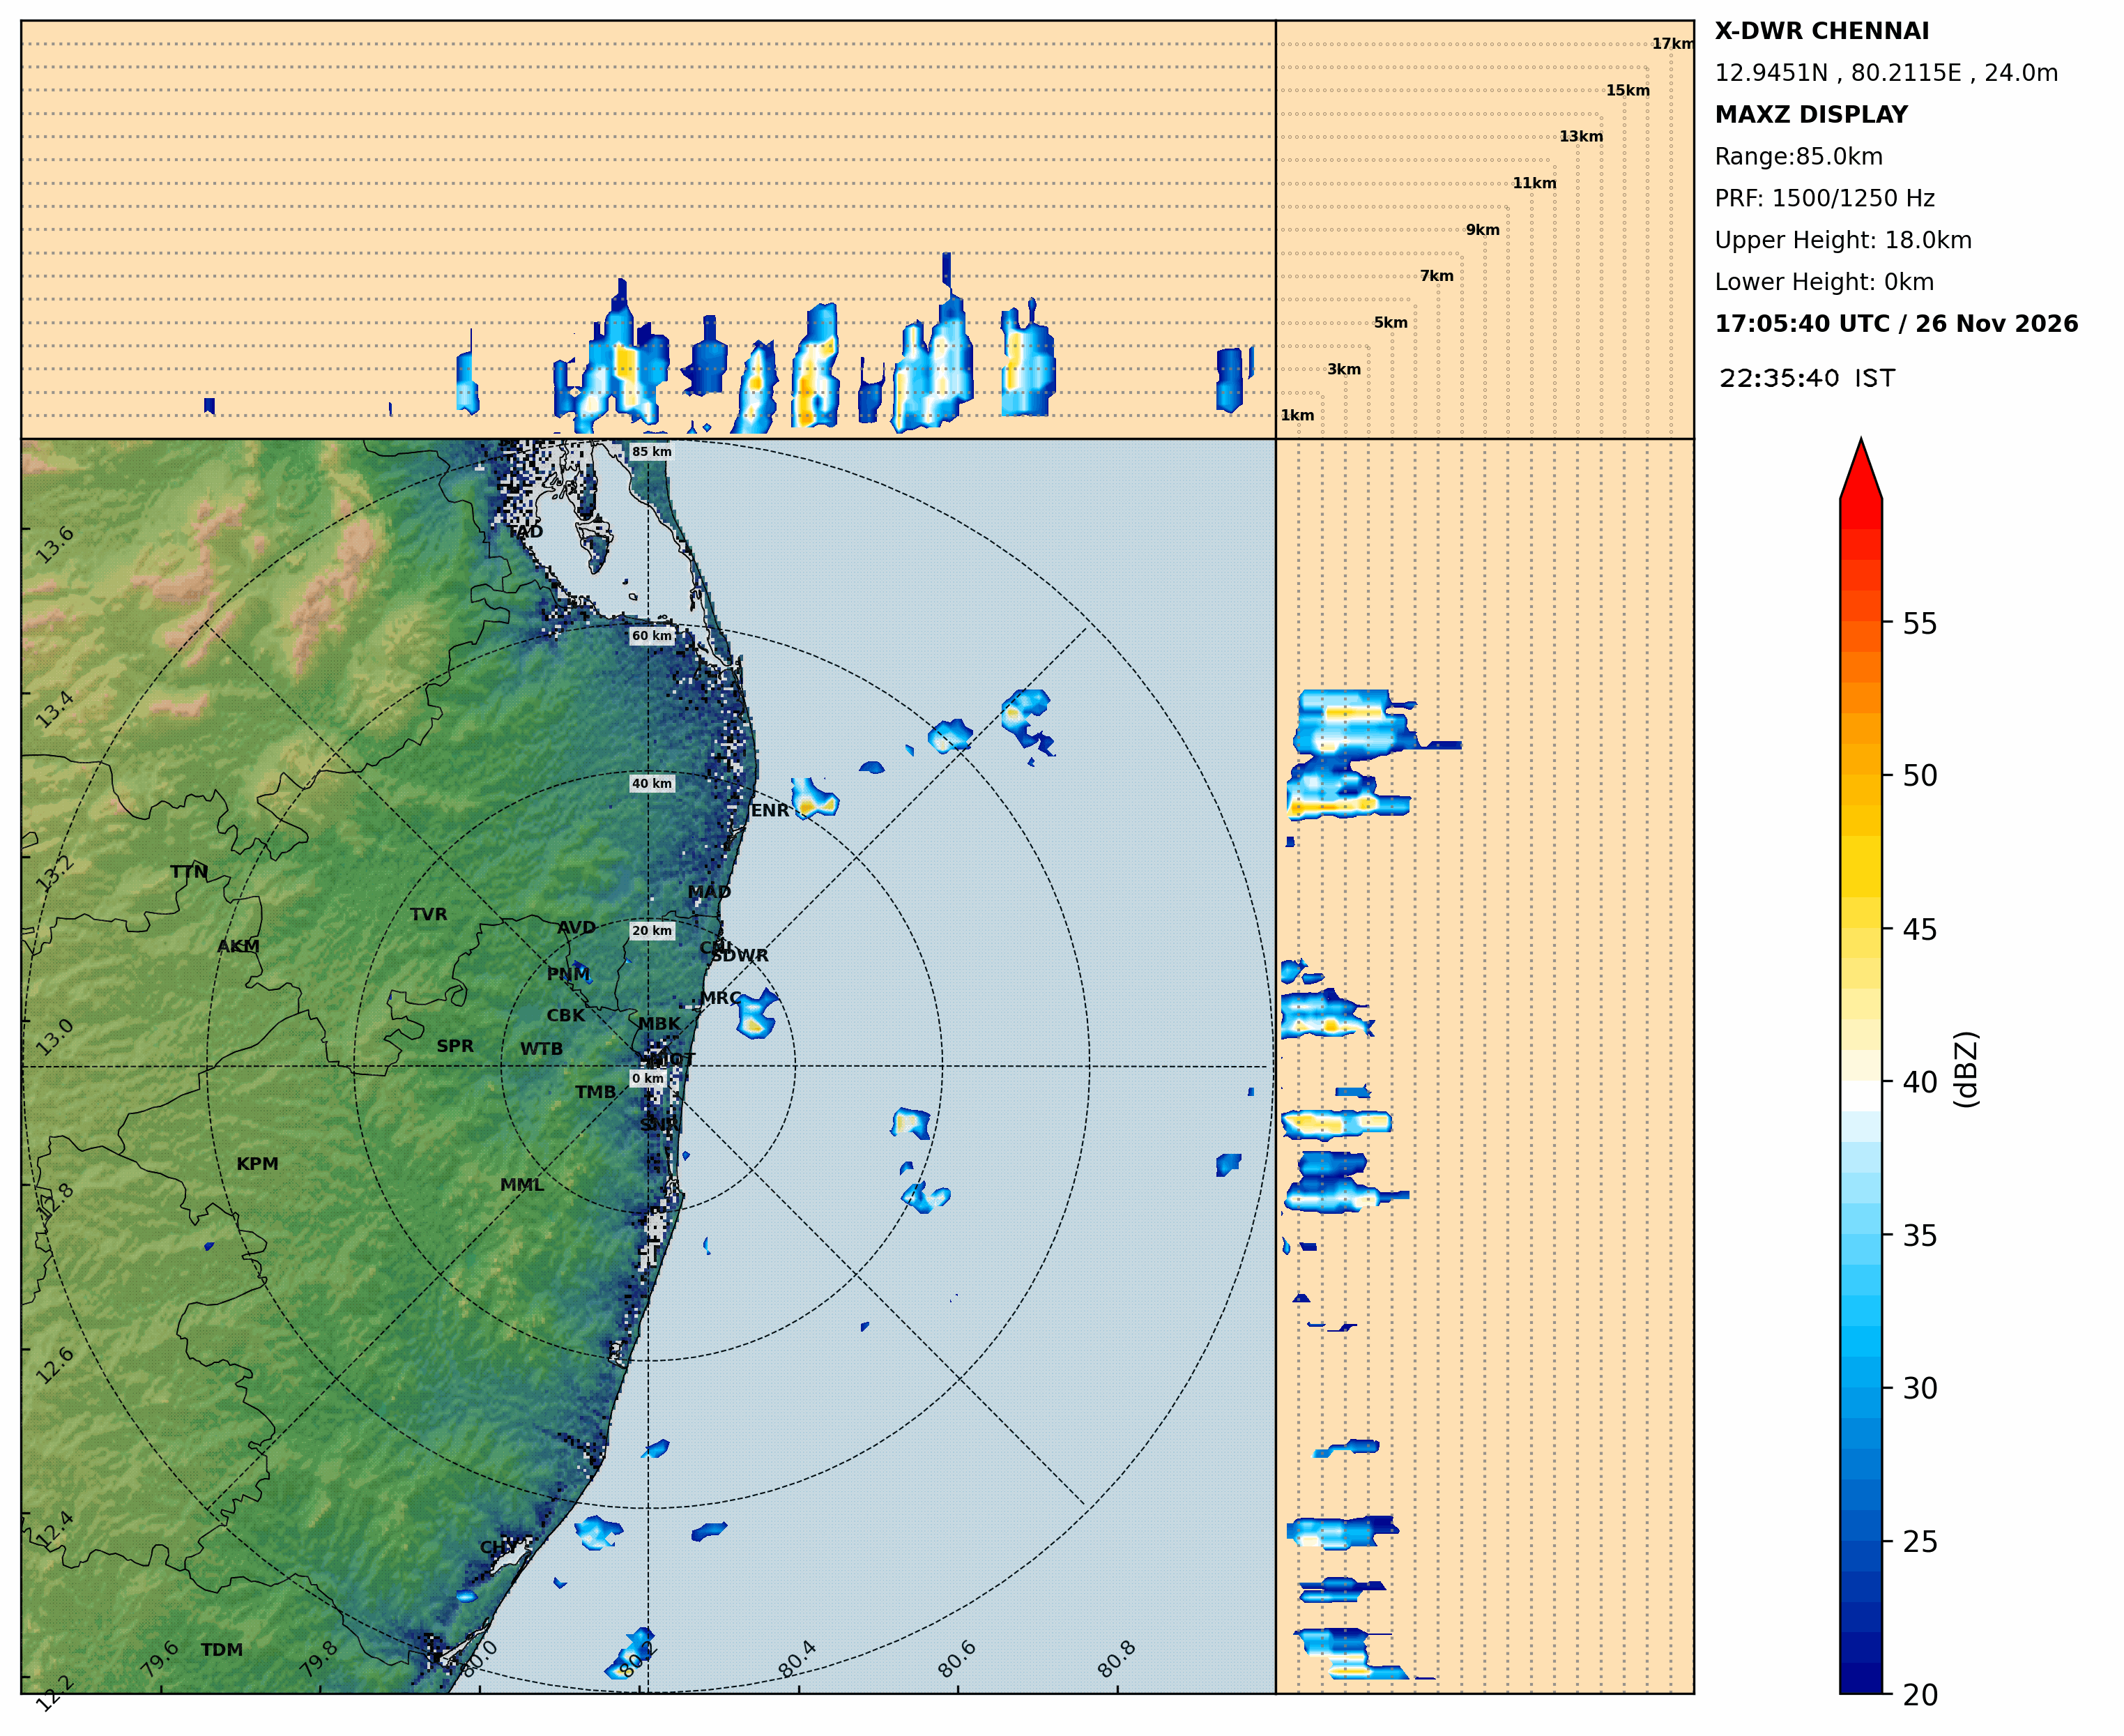 X-DWR CHENNAI
12.9451N , 80.2115E , 24.0m
MAXZ DISPLAY
Range:85.0km
PRF: 1500/1250 Hz
Upper Height: 18.0km
Lower Height: 0km
17:05:40 UTC / 26 Nov 2026
22:35:40 IST
17km
15km
13km
11km
9km
7km
5km
3km
1km
85 km
TAD
13.6
60 km
13.4
40 km
ENR
13.2
TTN
MAD
TVR
AVD
20 km
AKM
SDWR
PNM
MRC
CBK
MBK
13.0
SPR
WTB
0 km
TMB
SNR
KPM
MML
12.8
12.6
12.4
CHY
TDM
12.2
79.6
79.8
80.0
80.2
80.4
80.6
80.8
55
50
45
40
35
30
25
20
(dBZ)